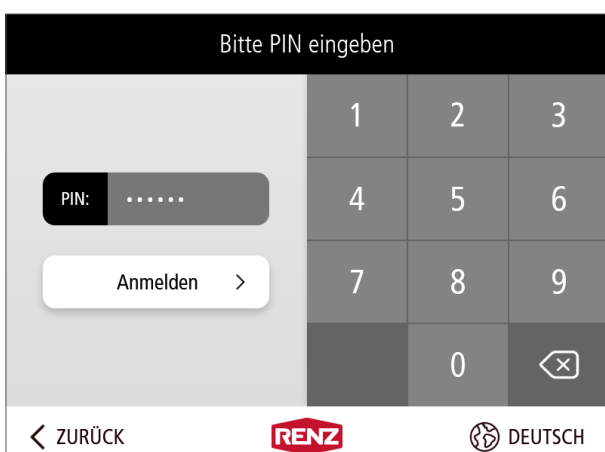 Bitte PIN eingeben
1 2 3
PIN: ······
4 5 6
Anmelden >
7 8 9
0
ZURÜCK
RENZ
DEUTSCH